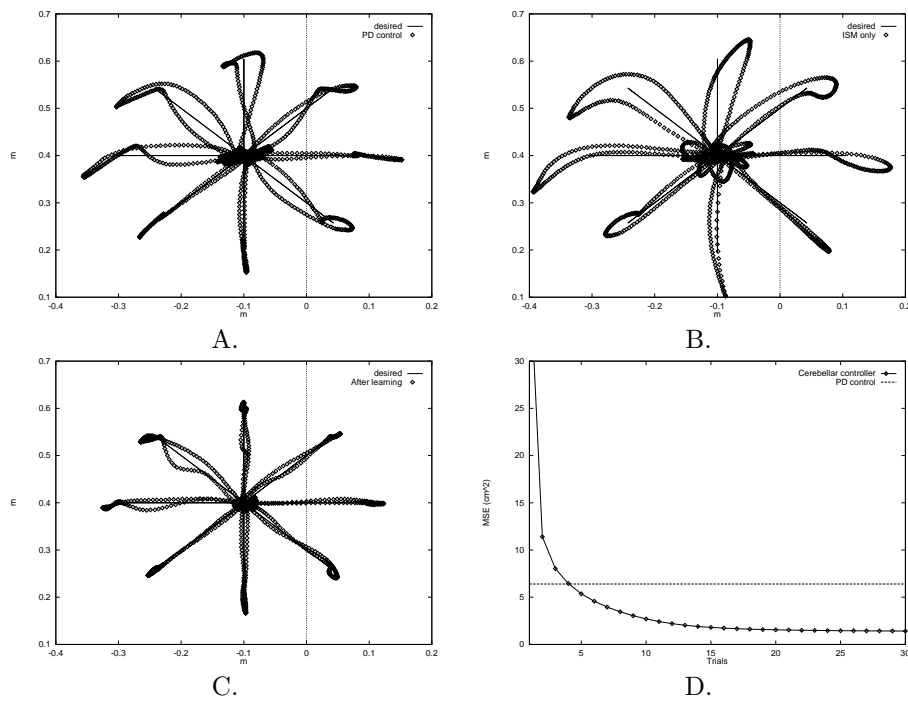 0.7
0.6
0.5
0.4
0.3
0.2
0.1
m
-0.4
-0.3
-0.2
-0.1
0
0.1
0.2
m
desired
PD control
A.
0.7
0.6
0.5
0.4
0.3
0.2
0.1
m
-0.4
-0.3
-0.2
-0.1
0
0.1
0.2
m
desired
ISM only
B.
0.7
0.6
0.5
0.4
0.3
0.2
0.1
m
-0.4
-0.3
-0.2
-0.1
0
0.1
0.2
m
desired
After learning
C.
30
25
20
15
10
5
0
MSE (cm^2)
5
10
15
20
25
30
Trials
Cerebellar controller
PD control
D.